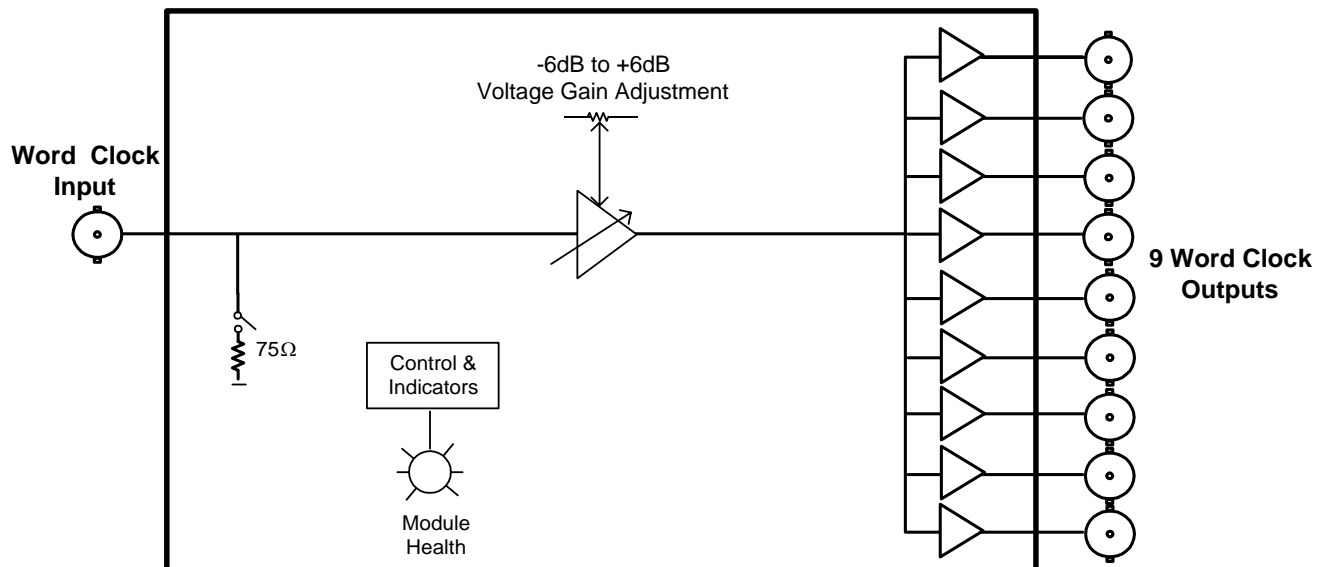 -6dB to +6dB
Voltage Gain Adjustment
Word Clock
Input
9 Word Clock
Outputs
75Ω
Control &
Indicators
Module
Health